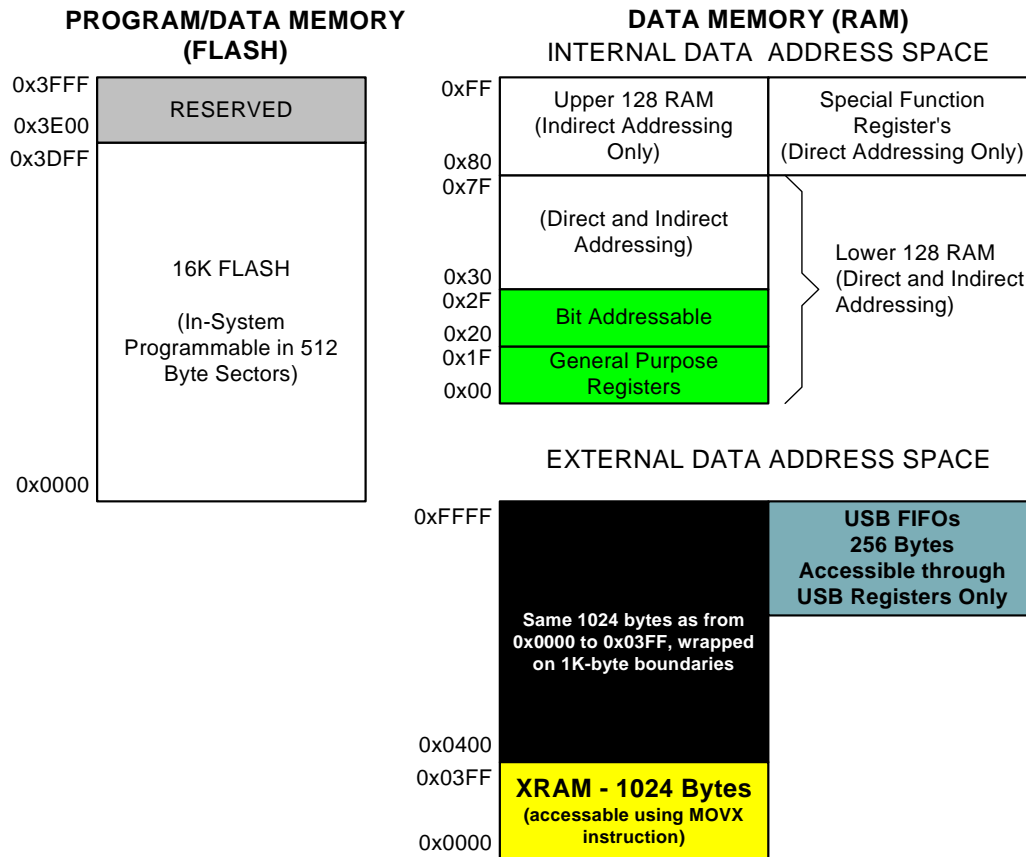 PROGRAM/DATA MEMORY
(FLASH)
0x3FFF
RESERVED
0x3E00
0x3DFF
16K FLASH
(In-System
Programmable in 512
Byte Sectors)
0x0000
DATA MEMORY (RAM)
INTERNAL DATA ADDRESS SPACE
0xFF
Upper 128 RAM
(Indirect Addressing
Only)
0x80
Special Function
Register's
(Direct Addressing Only)
0x7F
(Direct and Indirect
Addressing)
0x30
Lower 128 RAM
(Direct and Indirect
Addressing)
0x2F
Bit Addressable
0x20
0x1F
General Purpose
Registers
0x00
EXTERNAL DATA ADDRESS SPACE
0xFFFF
Same 1024 bytes as from
0x0000 to 0x03FF, wrapped
on 1K-byte boundaries
0x0400
USB FIFOs
256 Bytes
Accessible through
USB Registers Only
0x03FF
XRAM - 1024 Bytes
(accessable using MOVX
instruction)
0x0000